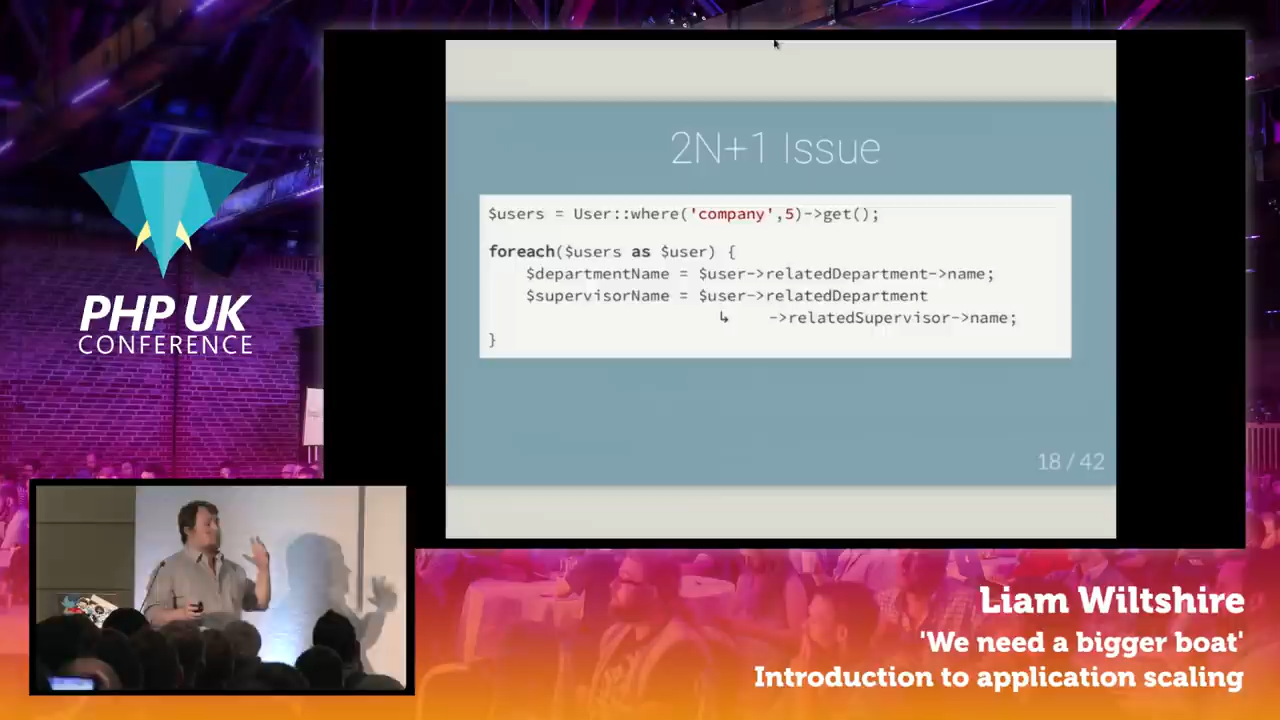 2N+1 Issue
$users = User::where('company',5)->get();
foreach($users as $user) {
$departmentName = $user->relatedDepartment->name;
$supervisorName = $user->relatedDepartment
↳ ->relatedSupervisor->name;
}
18 / 42
PHP UK
CONFERENCE
Liam Wiltshire
'We need a bigger boat'
Introduction to application scaling